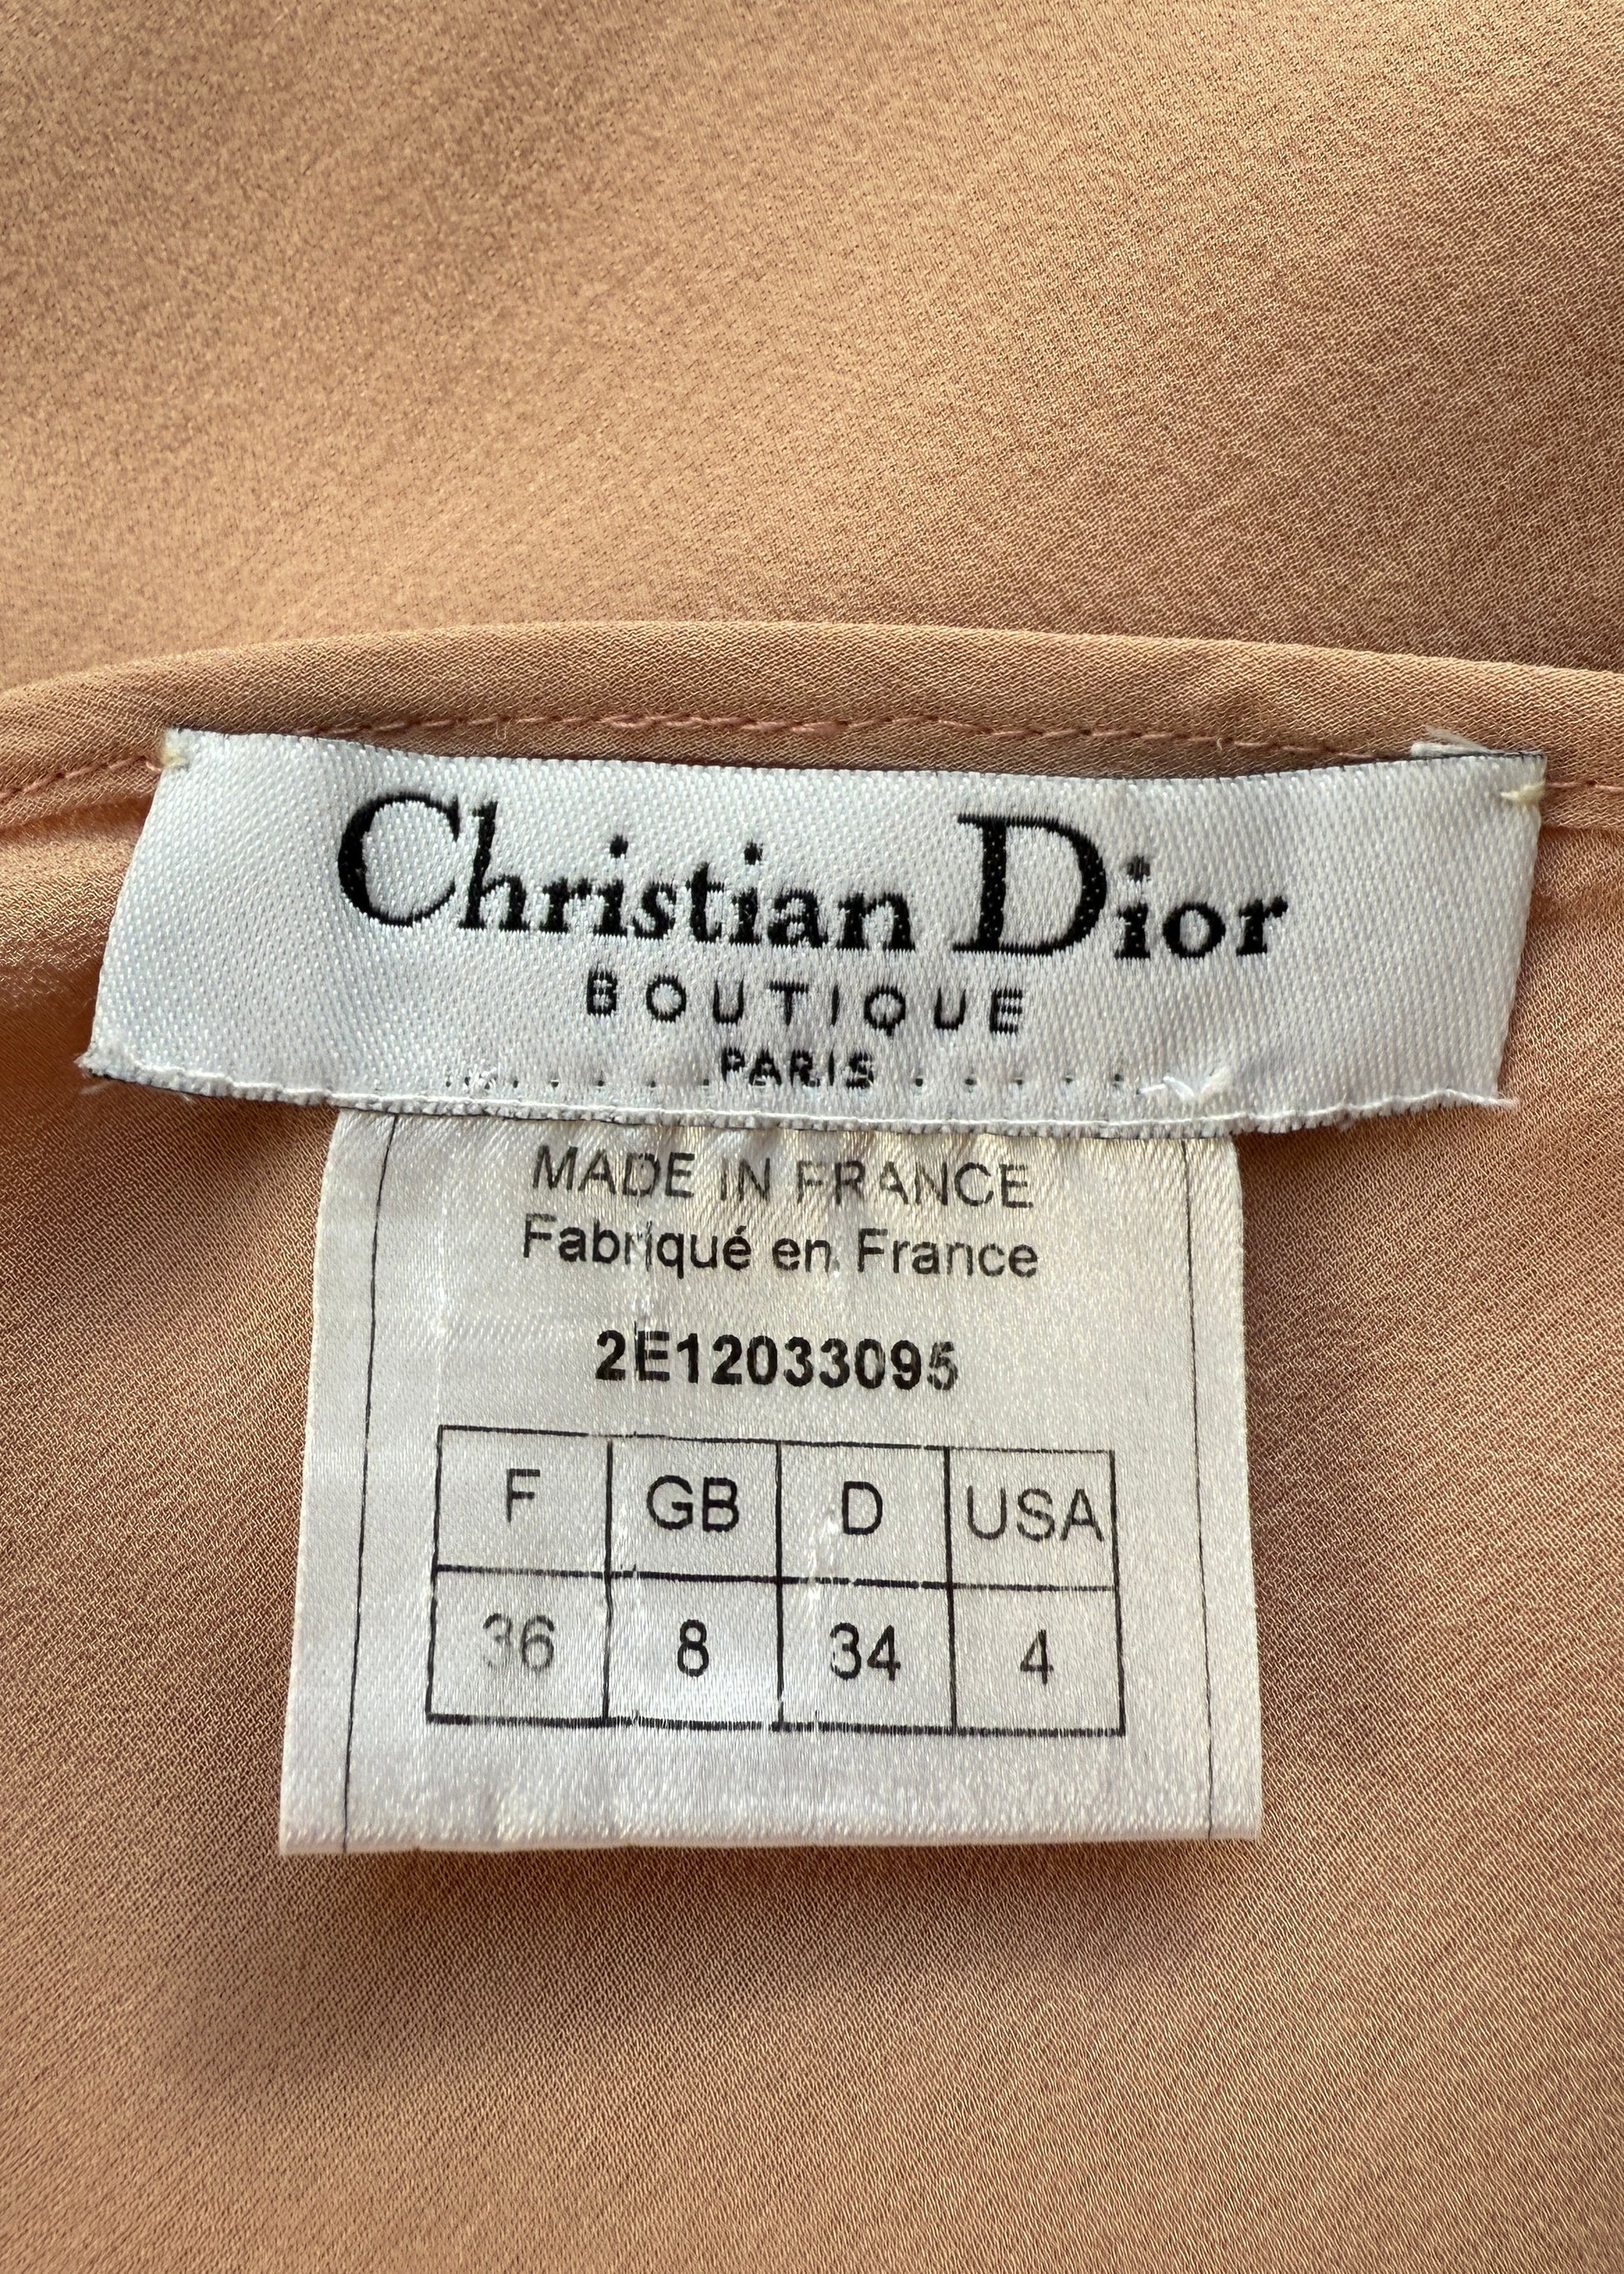 Christian Dior
BOUTIQUE
PARIS
MADE IN FRANCE
Fabriqué en France
2E12033095
F GB D USA
36 8 34 4